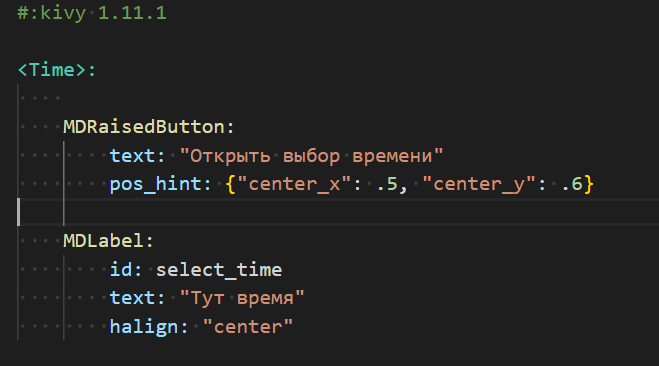 #:kivy 1.11.1
<Time>:
MDRaisedButton:
text: "Открыть выбор времени"
pos_hint: {"center_x": .5, "center_y": .6}
MDLabel:
id: select_time
text: "Тут время"
halign: "center"